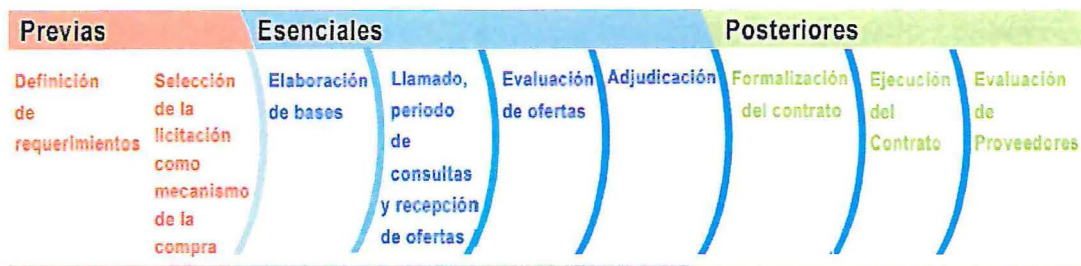 Previas
Esenciales
Posteriores
Definición
de
requerimientos
Selección
de la
licitación
como
mecanismo
de la
compra
Elaboración
de bases
Llamado,
periodo
de
consultas
y recepción
de ofertas
Evaluación
de ofertas
Adjudicación
Formalización
del contrato
Ejecución
del
Contrato
Evaluación
de
Proveedores